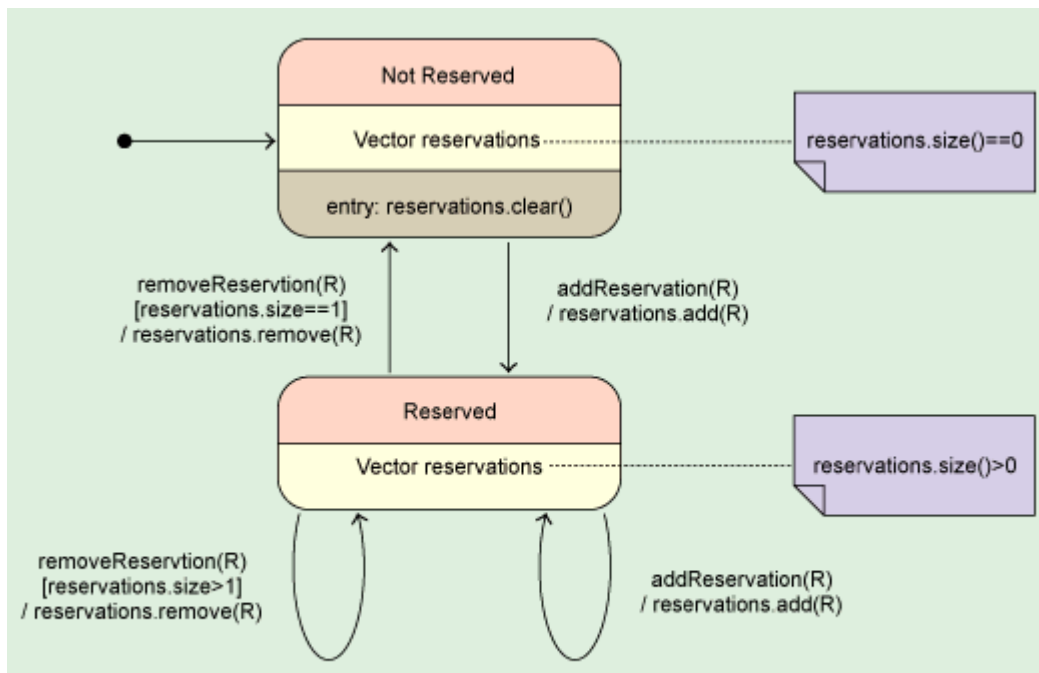 Not Reserved
Vector reservations
reservations.size()==0
entry: reservations.clear()
removeReservtion(R)
[reservations.size==1]
/ reservations.remove(R)
addReservation(R)
/ reservations.add(R)
Reserved
Vector reservations
reservations.size()>0
removeReservtion(R)
[reservations.size>1]
/ reservations.remove(R)
addReservation(R)
/ reservations.add(R)